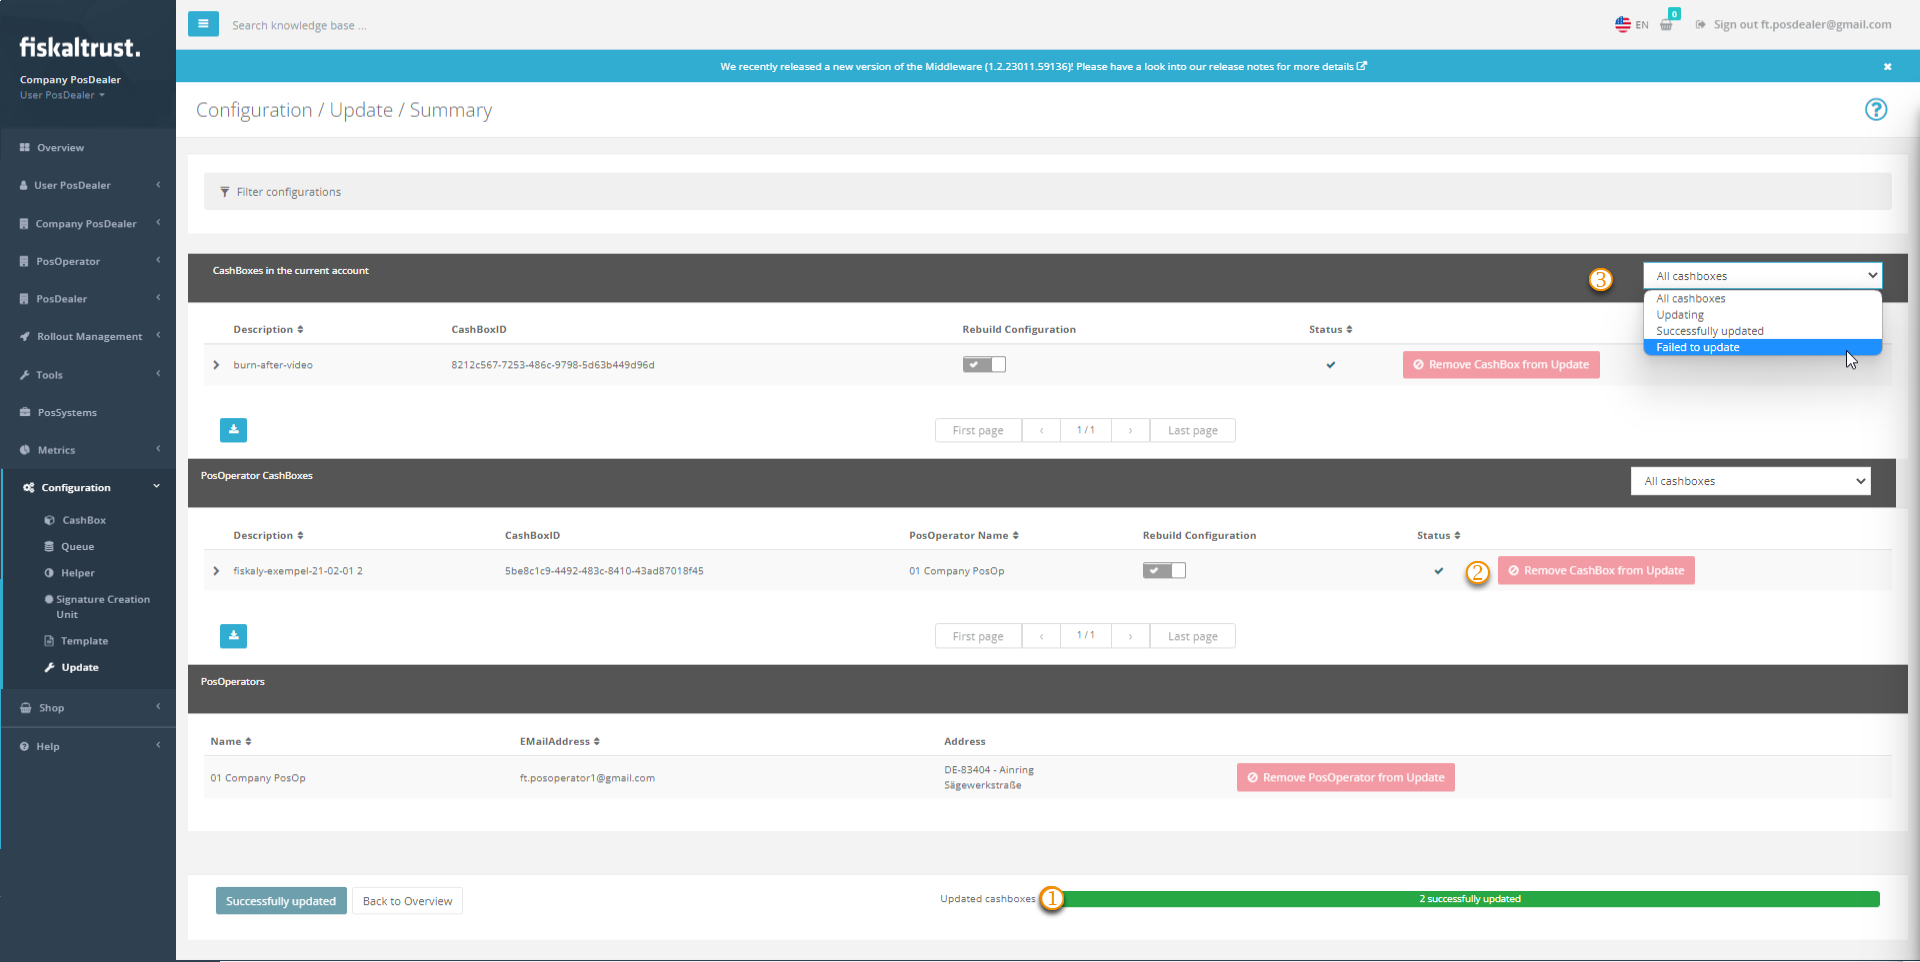 fiskaltrust.
Company PosDealer
User PosDealer
Overview
User PosDealer
Company PosDealer
PosOperator
PosDealer
Rollout Management
Tools
PosSystems
Metrics
Configuration
CashBox
Queue
Helper
Signature Creation
Unit
Template
Update
Shop
Help
Search knowledge base ...
EN
0
Sign out ft.posdealer@gmail.com
We recently released a new version of the Middleware (1.2.23011.59136)! Please have a look into our release notes for more details
Configuration / Update / Summary
?
Filter configurations
CashBoxes in the current account
3
All cashboxes
All cashboxes
Updating
Successfully updated
Failed to update
Description CashBoxID Rebuild Configuration Status
burn-after-video 8212c567-7253-486c-9798-5d63b449d96d Remove CashBox from Update
First page ‹ 1 / 1 › Last page
PosOperator CashBoxes
All cashboxes
Description CashBoxID PosOperator Name Rebuild Configuration Status
fiskaly-exempel-21-02-01 2 5be8c1c9-4492-483c-8410-43ad87018f45 01 Company PosOp 2 Remove CashBox from Update
First page ‹ 1 / 1 › Last page
PosOperators
Name EMailAddress Address
01 Company PosOp ft.posoperator1@gmail.com DE-83404 - Ainring
Sägewerkstraße
Remove PosOperator from Update
Successfully updated Back to Overview Updated cashboxes 1 2 successfully updated